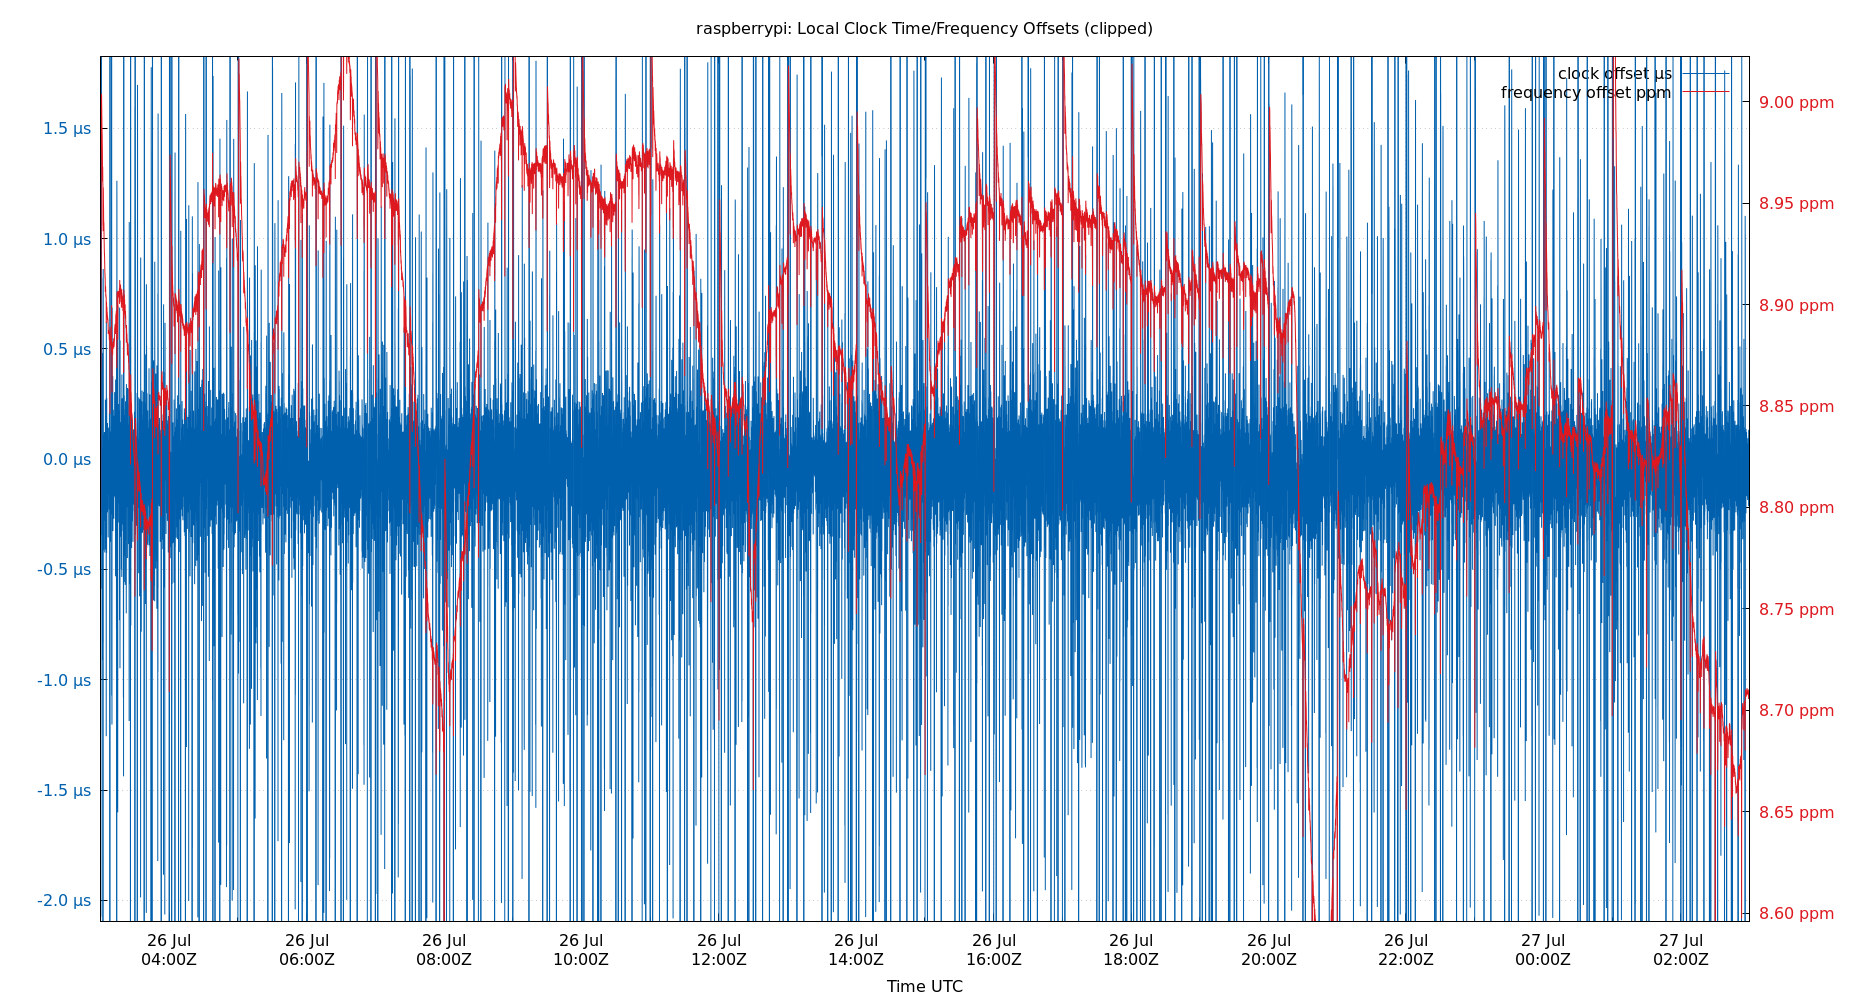 raspberrypi: Local Clock Time/Frequency Offsets (clipped)
clock offset µs
frequency offset ppm
1.5 µs
1.0 µs
0.5 µs
0.0 µs
-0.5 µs
-1.0 µs
-1.5 µs
-2.0 µs
9.00 ppm
8.95 ppm
8.90 ppm
8.85 ppm
8.80 ppm
8.75 ppm
8.70 ppm
8.65 ppm
8.60 ppm
26 Jul 26 Jul 26 Jul 26 Jul 26 Jul 26 Jul 26 Jul 26 Jul 26 Jul 26 Jul 27 Jul 27 Jul
04:00Z 06:00Z 08:00Z 10:00Z 12:00Z 14:00Z 16:00Z 18:00Z 20:00Z 22:00Z 00:00Z 02:00Z
Time UTC